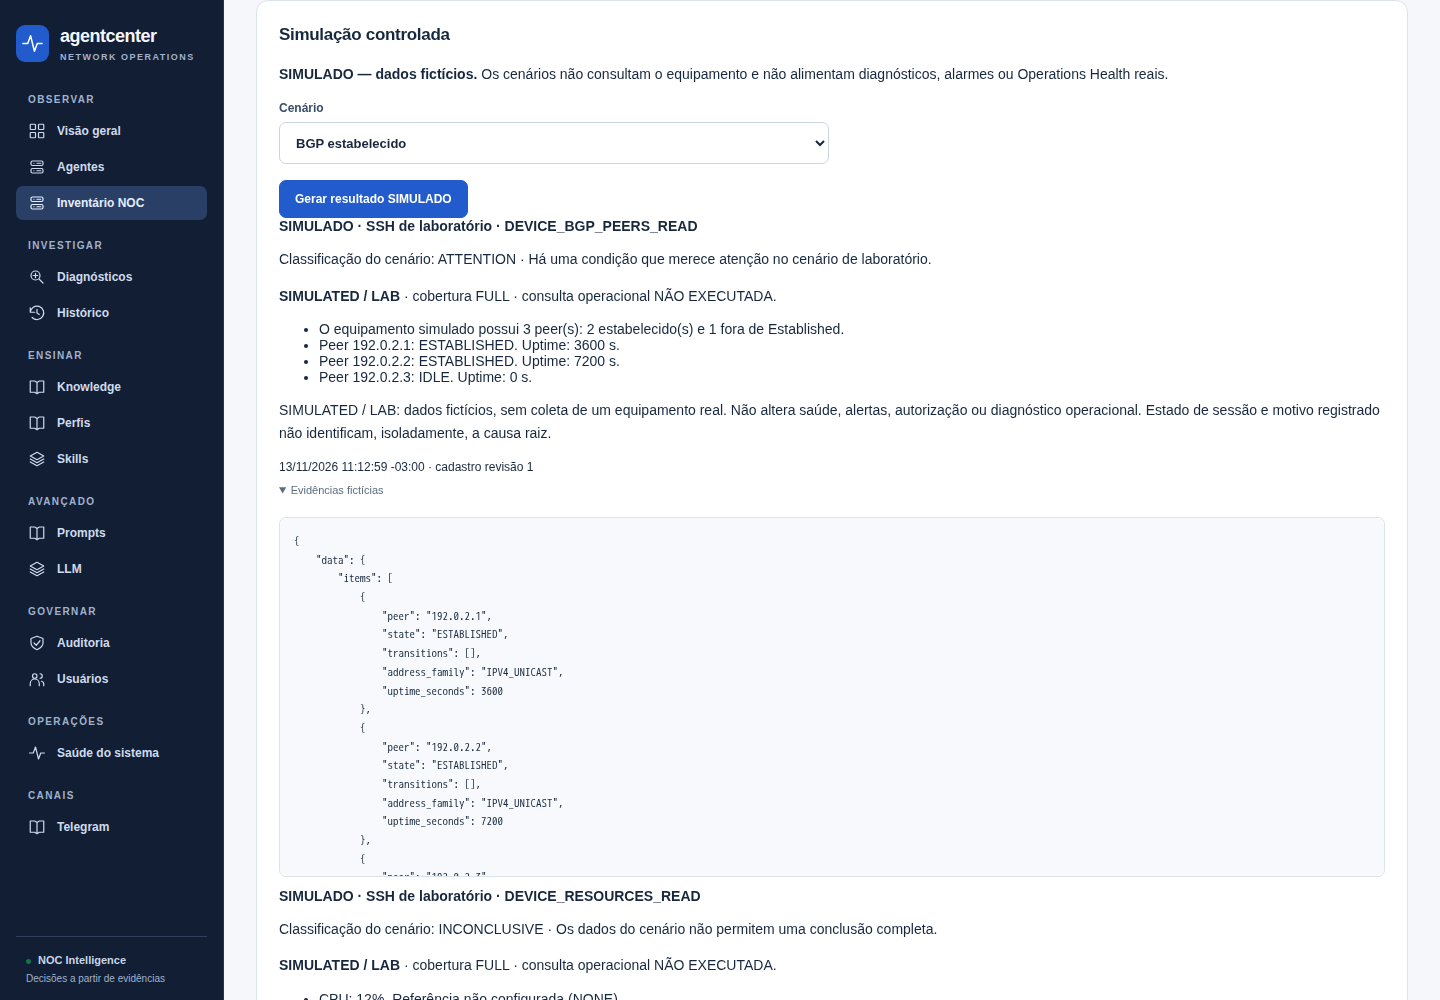 agentcenter
NETWORK OPERATIONS
OBSERVAR
Visão geral
Agentes
Inventário NOC
INVESTIGAR
Diagnósticos
Histórico
ENSINAR
Knowledge
Perfis
Skills
AVANÇADO
Prompts
LLM
GOVERNAR
Auditoria
Usuários
OPERAÇÕES
Saúde do sistema
CANAIS
Telegram
NOC Intelligence
Decisões a partir de evidências
Simulação controlada
SIMULADO — dados fictícios. Os cenários não consultam o equipamento e não alimentam diagnósticos, alarmes ou Operations Health reais.
Cenário
BGP estabelecido
Gerar resultado SIMULADO
SIMULADO · SSH de laboratório · DEVICE_BGP_PEERS_READ
Classificação do cenário: ATTENTION · Há uma condição que merece atenção no cenário de laboratório.
SIMULATED / LAB · cobertura FULL · consulta operacional NÃO EXECUTADA.
• O equipamento simulado possui 3 peer(s): 2 estabelecido(s) e 1 fora de Established.
• Peer 192.0.2.1: ESTABLISHED. Uptime: 3600 s.
• Peer 192.0.2.2: ESTABLISHED. Uptime: 7200 s.
• Peer 192.0.2.3: IDLE. Uptime: 0 s.
SIMULATED / LAB: dados fictícios, sem coleta de um equipamento real. Não altera saúde, alertas, autorização ou diagnóstico operacional. Estado de sessão e motivo registrado
não identificam, isoladamente, a causa raiz.
13/11/2026 11:12:59 -03:00 · cadastro revisão 1
▼ Evidências fictícias
{
"data": {
"items": [
{
"peer": "192.0.2.1",
"state": "ESTABLISHED",
"transitions": [],
"address_family": "IPV4_UNICAST",
"uptime_seconds": 3600
},
{
"peer": "192.0.2.2",
"state": "ESTABLISHED",
"transitions": [],
"address_family": "IPV4_UNICAST",
"uptime_seconds": 7200
},
{
"peer": "192.0.2.3",
SIMULADO · SSH de laboratório · DEVICE_RESOURCES_READ
Classificação do cenário: INCONCLUSIVE · Os dados do cenário não permitem uma conclusão completa.
SIMULATED / LAB · cobertura FULL · consulta operacional NÃO EXECUTADA.
• CPU: 12%. Referência não configurada (NONE).